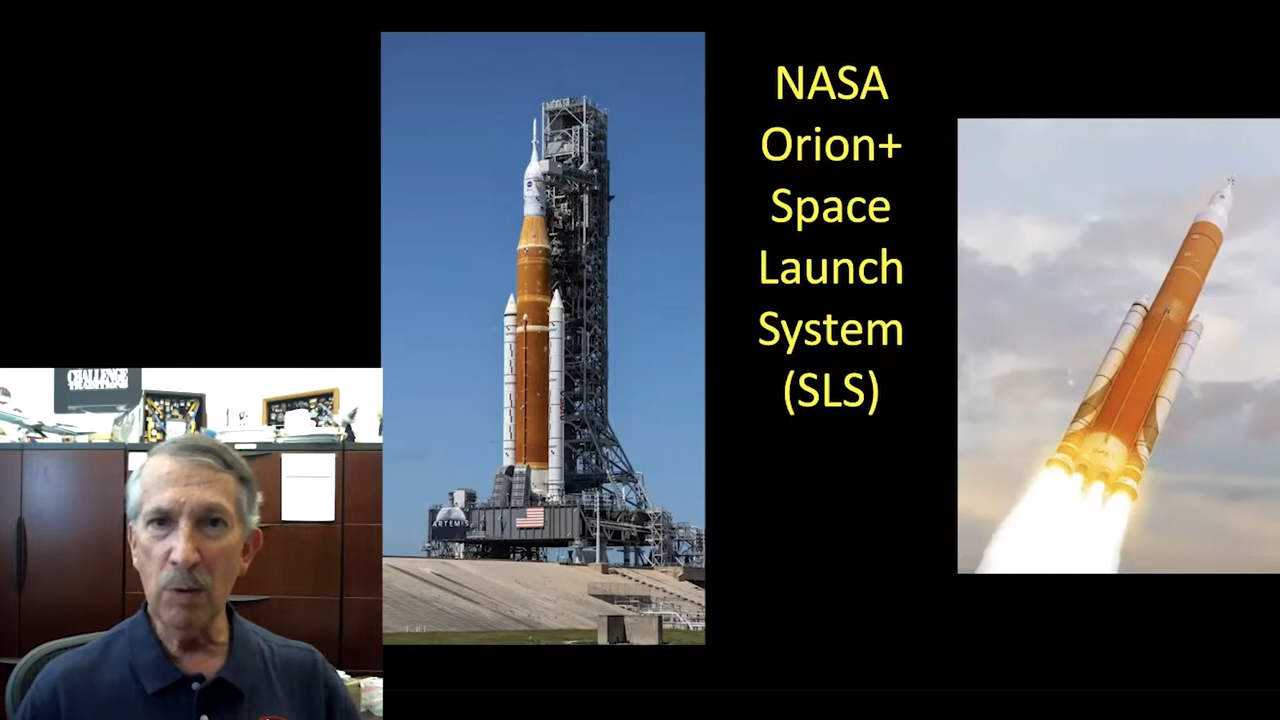 NASA
Orion+
Space
Launch
System
(SLS)
ARTEMIS
CHALLENGE